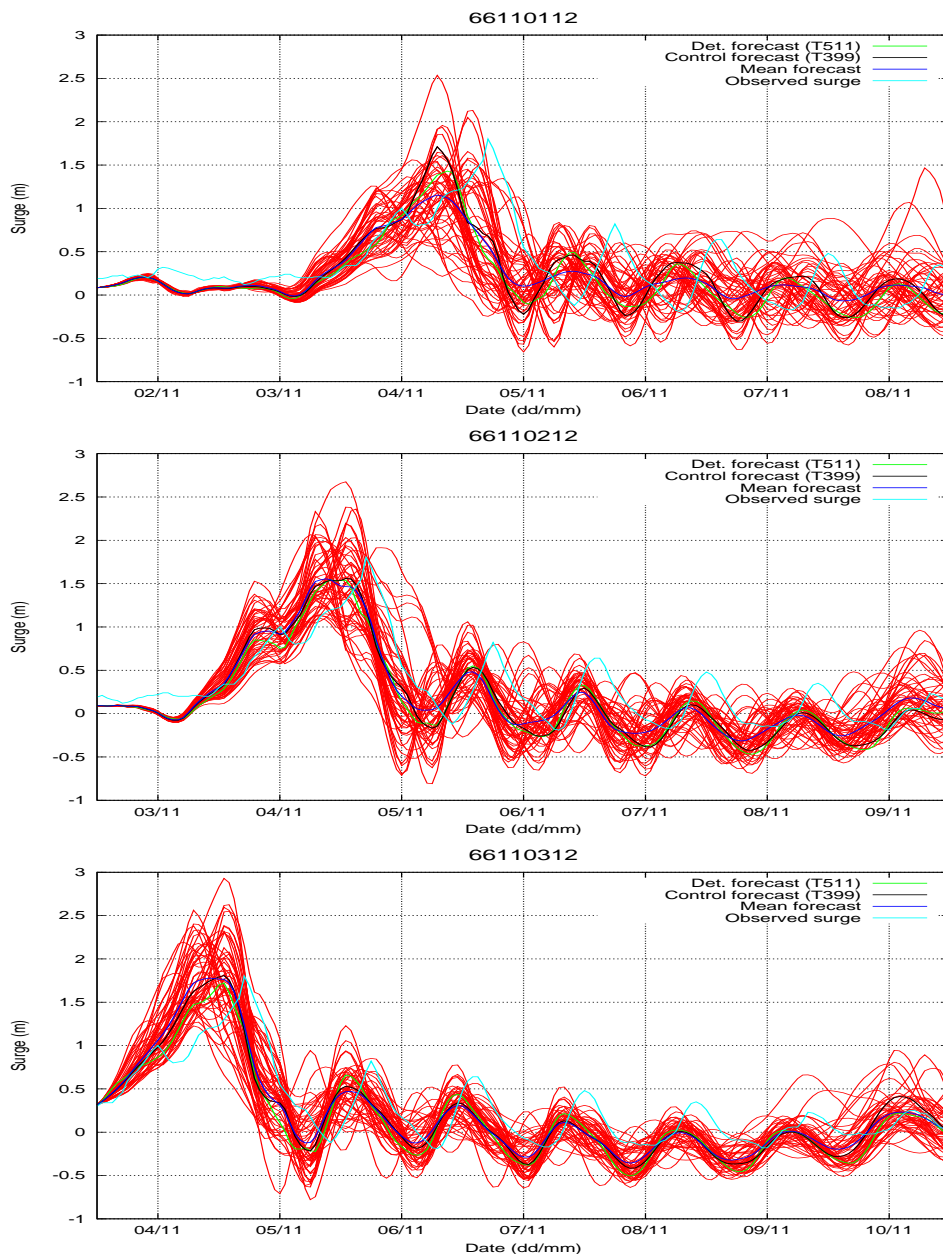 66110112
3
2.5
2
1.5
1
0.5
0
-0.5
-1
Surge (m)
Det. forecast (T511)
Control forecast (T399)
Mean forecast
Observed surge
02/11 03/11 04/11 05/11 06/11 07/11 08/11
Date (dd/mm)
66110212
3
2.5
2
1.5
1
0.5
0
-0.5
-1
Surge (m)
Det. forecast (T511)
Control forecast (T399)
Mean forecast
Observed surge
03/11 04/11 05/11 06/11 07/11 08/11 09/11
Date (dd/mm)
66110312
3
2.5
2
1.5
1
0.5
0
-0.5
-1
Surge (m)
Det. forecast (T511)
Control forecast (T399)
Mean forecast
Observed surge
04/11 05/11 06/11 07/11 08/11 09/11 10/11
Date (dd/mm)